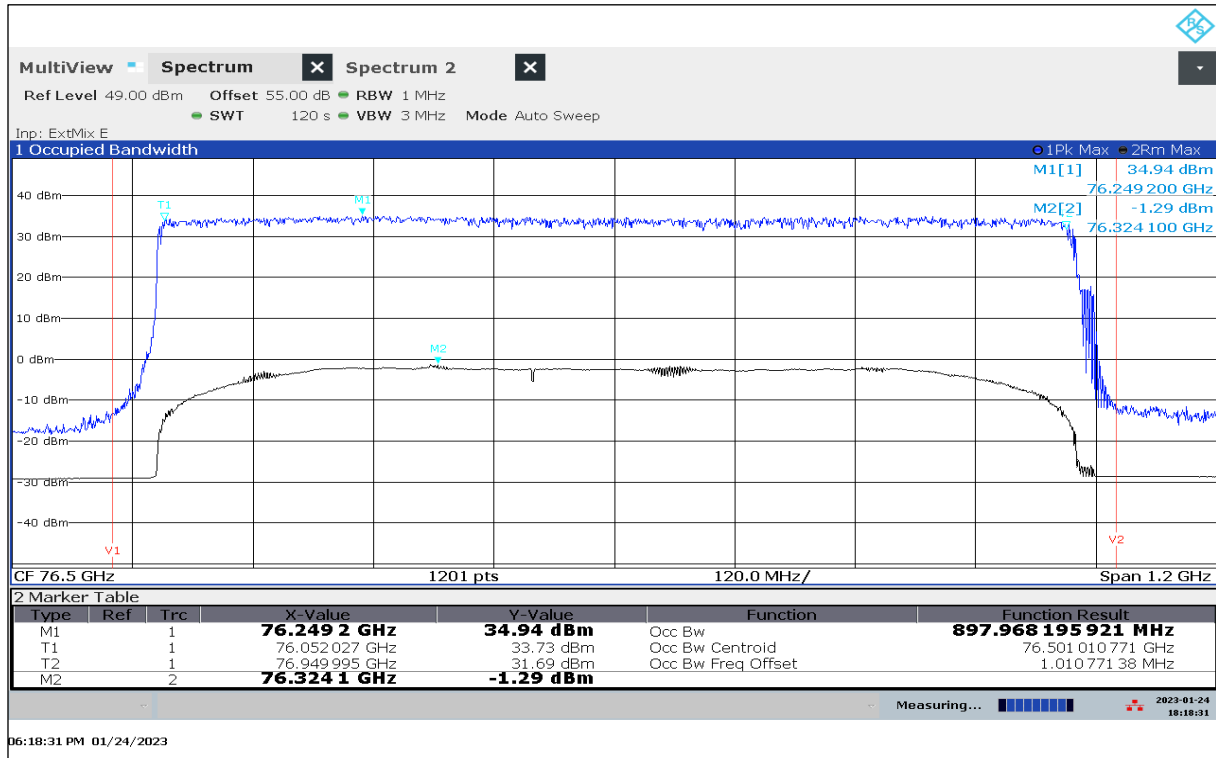 R&S
MultiView Spectrum X Spectrum 2 X
Ref Level 49.00 dBm Offset 55.00 dB RBW 1 MHz
SWT 120 s VBW 3 MHz Mode Auto Sweep
Inp: ExtMix E
1 Occupied Bandwidth 1Pk Max 2Rm Max
M1[1] 34.94 dBm
76.249 200 GHz
M2[2] -1.29 dBm
76.324 100 GHz
40 dBm
T1 M1
30 dBm
20 dBm
10 dBm
M2
0 dBm
-10 dBm
-20 dBm
-30 dBm
-40 dBm
V1 V2
CF 76.5 GHz 1201 pts 120.0 MHz/ Span 1.2 GHz
2 Marker Table
Type Ref Trc X-Value Y-Value Function Function Result
M1 1 76.249 2 GHz 34.94 dBm Occ Bw 897.968 195 921 MHz
T1 1 76.052 027 GHz 33.73 dBm Occ Bw Centroid 76.501 010 771 GHz
T2 1 76.949 995 GHz 31.69 dBm Occ Bw Freq Offset 1.010 771 38 MHz
M2 2 76.324 1 GHz -1.29 dBm
Measuring... 2023-01-24
18:18:31
06:18:31 PM 01/24/2023